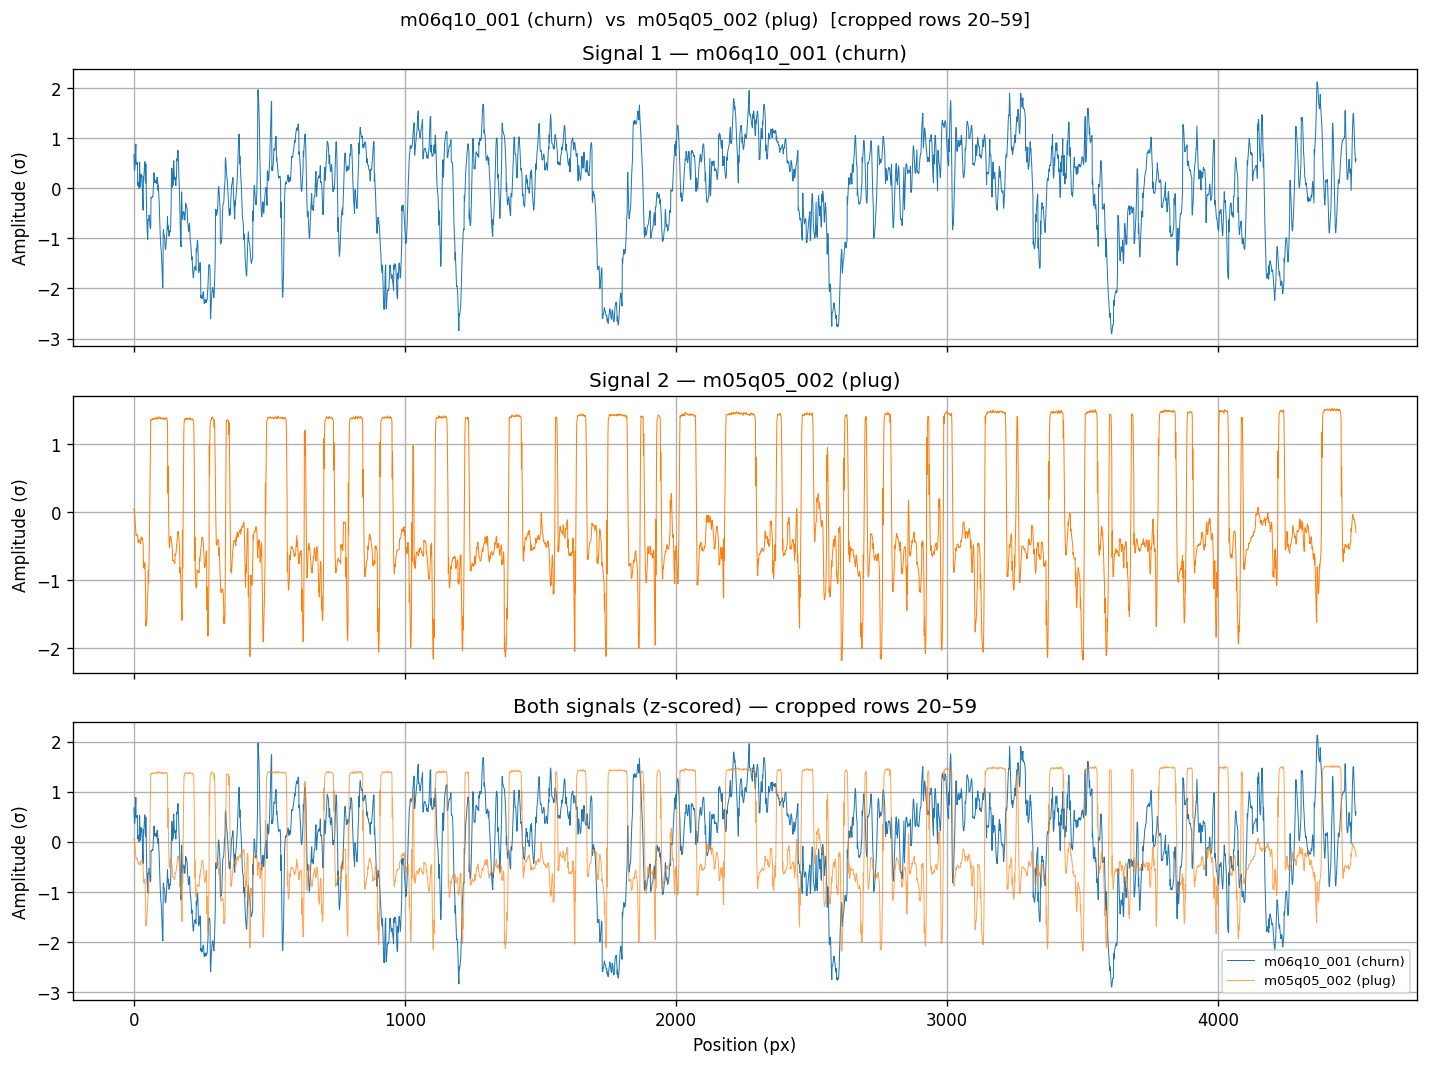 m06q10_001 (churn)  vs  m05q05_002 (plug)  [cropped rows 20–59]
Signal 1 — m06q10_001 (churn)
Amplitude (σ)
2
1
0
−1
−2
−3
Signal 2 — m05q05_002 (plug)
Amplitude (σ)
1
0
−1
−2
Both signals (z-scored) — cropped rows 20–59
Amplitude (σ)
2
1
0
−1
−2
−3
m06q10_001 (churn)
m05q05_002 (plug)
0 1000 2000 3000 4000
Position (px)